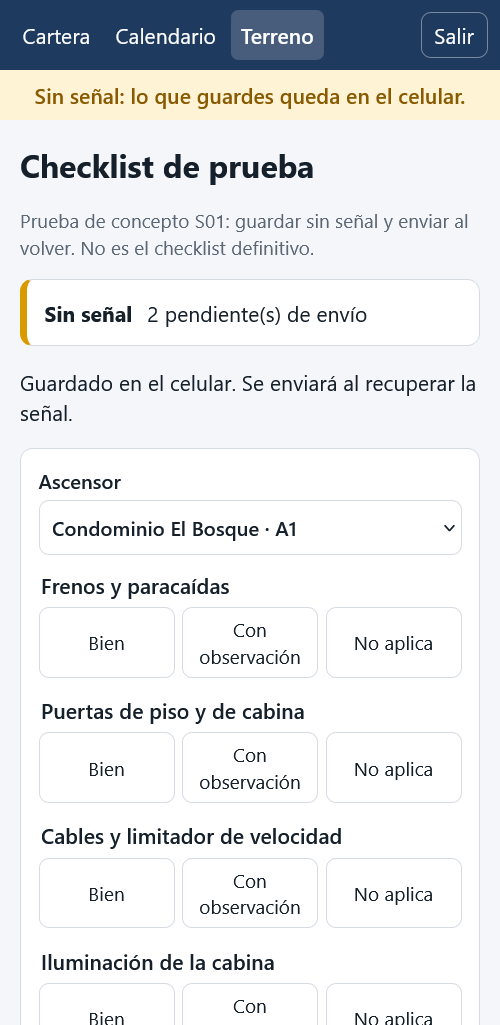 Cartera Calendario Terreno Salir
Sin señal: lo que guardes queda en el celular.
Checklist de prueba
Prueba de concepto S01: guardar sin señal y enviar al
volver. No es el checklist definitivo.
Sin señal 2 pendiente(s) de envío
Guardado en el celular. Se enviará al recuperar la
señal.
Ascensor
Condominio El Bosque · A1
Frenos y paracaídas
Bien Con observación No aplica
Puertas de piso y de cabina
Bien Con observación No aplica
Cables y limitador de velocidad
Bien Con observación No aplica
Iluminación de la cabina
Bien Con No aplica